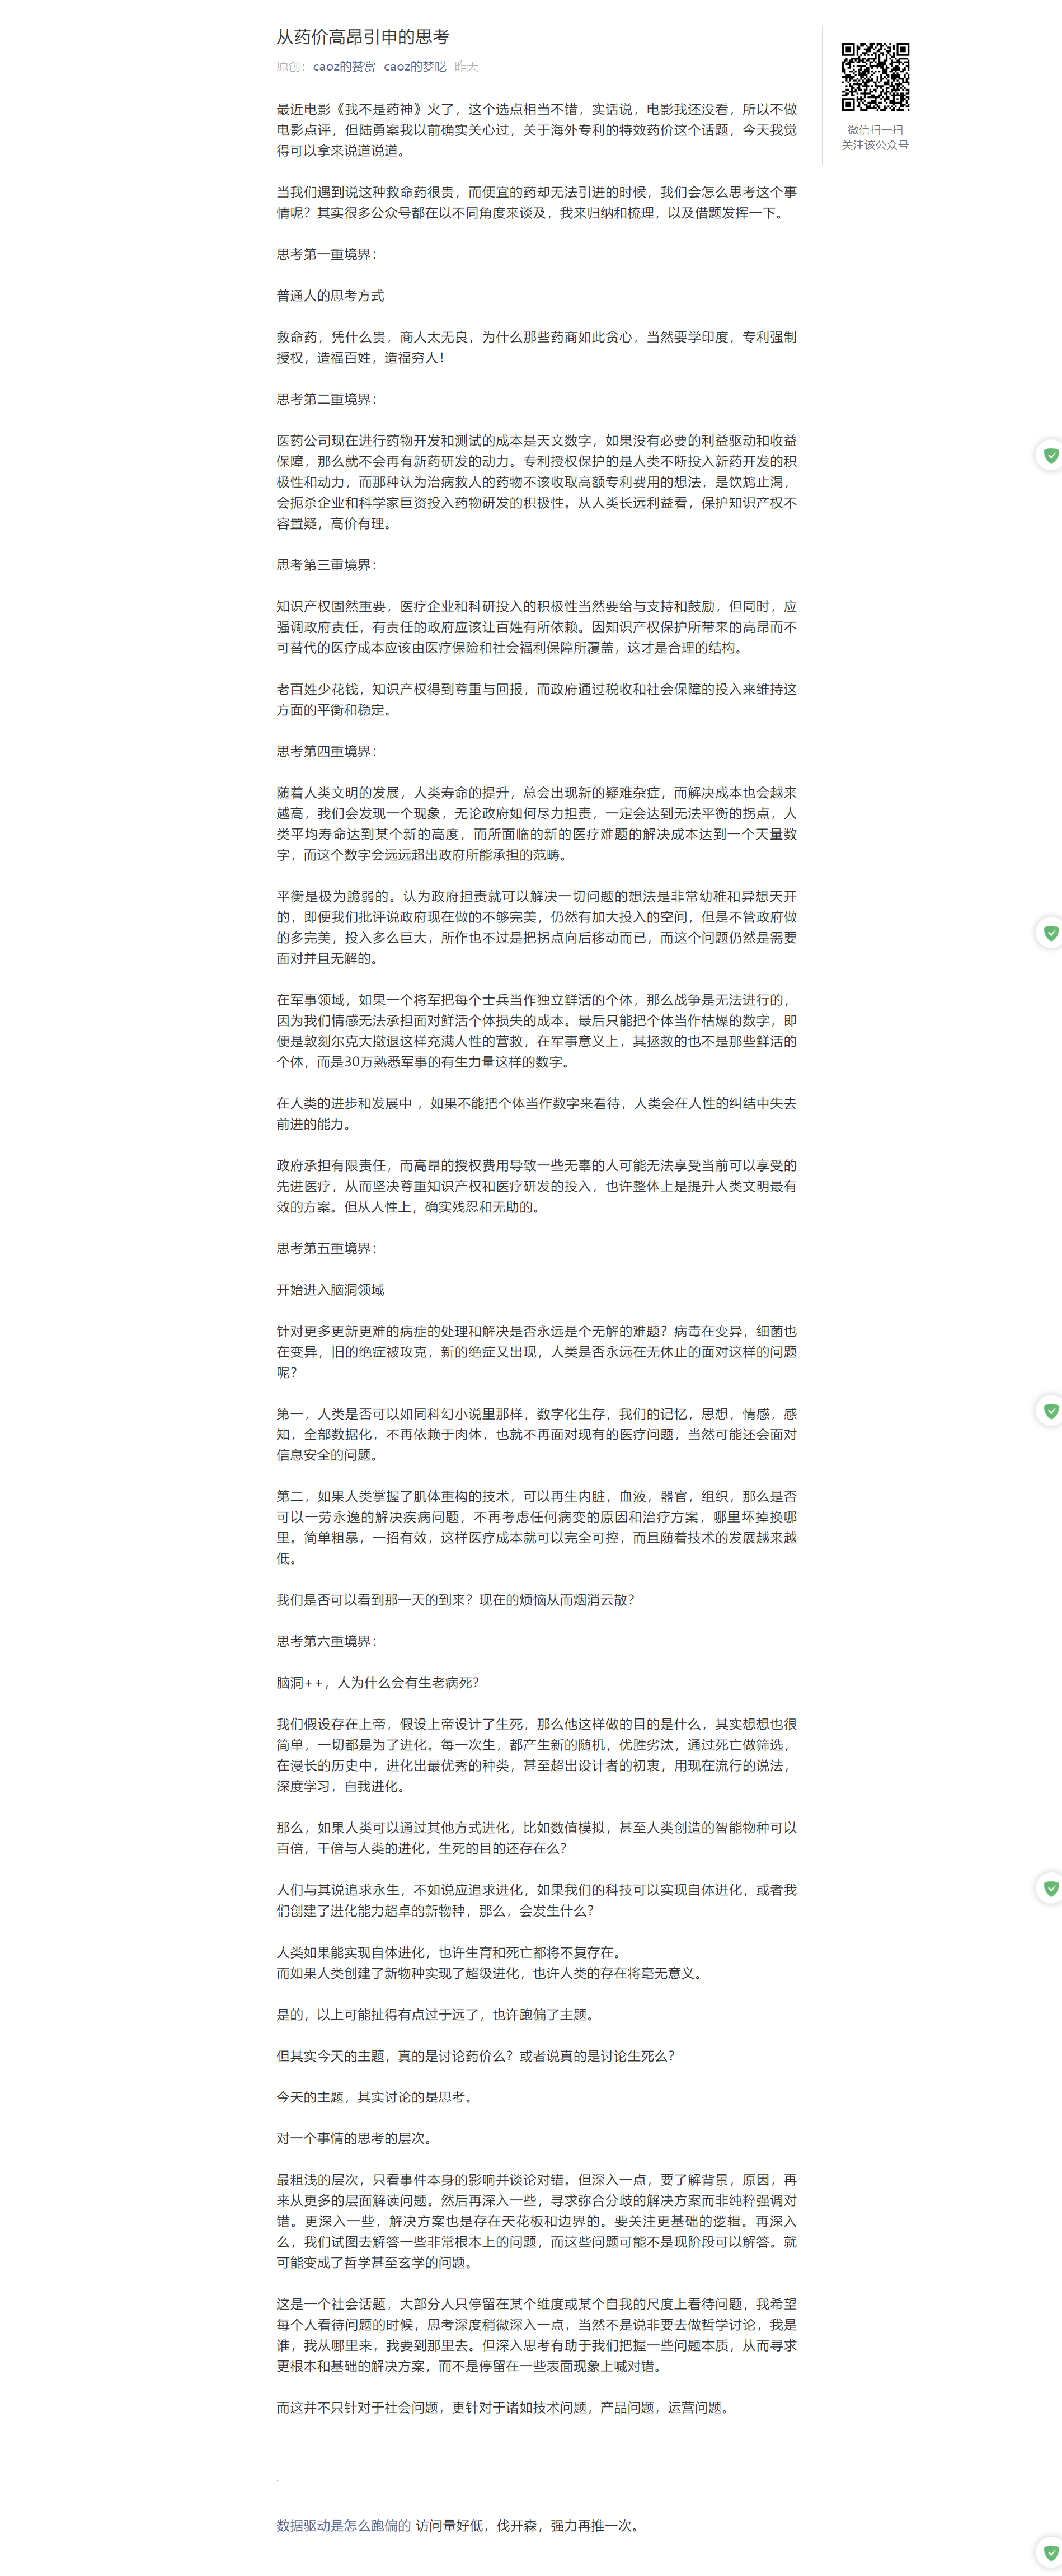 从药价高昂引申的思考
原创：caoz的赞赏 caoz的梦呓 昨天
微信扫一扫
关注该公众号
最近电影《我不是药神》火了，这个选点相当不错，实话说，电影我还没看，所以不做
电影点评，但陆勇案我以前确实关心过，关于海外专利的特效药价这个话题，今天我觉
得可以拿来说道说道。
当我们遇到说这种救命药很贵，而便宜的药却无法引进的时候，我们会怎么思考这个事
情呢？其实很多公众号都在以不同角度来谈及，我来归纳和梳理，以及借题发挥一下。
思考第一重境界：
普通人的思考方式
救命药，凭什么贵，商人太无良，为什么那些药商如此贪心，当然要学印度，专利强制
授权，造福百姓，造福穷人！
思考第二重境界：
医药公司现在进行药物开发和测试的成本是天文数字，如果没有必要的利益驱动和收益
保障，那么就不会再有新药研发的动力。专利授权保护的是人类不断投入新药开发的积
极性和动力，而那种认为治病救人的药物不该收取高额专利费用的想法，是饮鸩止渴，
会扼杀企业和科学家巨资投入药物研发的积极性。从人类长远利益看，保护知识产权不
容置疑，高价有理。
思考第三重境界：
知识产权固然重要，医疗企业和科研投入的积极性当然要给与支持和鼓励，但同时，应
强调政府责任，有责任的政府应该让百姓有所依赖。因知识产权保护所带来的高昂而不
可替代的医疗成本应该由医疗保险和社会福利保障所覆盖，这才是合理的结构。
老百姓少花钱，知识产权得到尊重与回报，而政府通过税收和社会保障的投入来维持这
方面的平衡和稳定。
思考第四重境界：
随着人类文明的发展，人类寿命的提升，总会出现新的疑难杂症，而解决成本也会越来
越高，我们会发现一个现象，无论政府如何尽力担责，一定会达到无法平衡的拐点，人
类平均寿命达到某个新的高度，而所面临的新的医疗难题的解决成本达到一个天量数
字，而这个数字会远远超出政府所能承担的范畴。
平衡是极为脆弱的。认为政府担责就可以解决一切问题的想法是非常幼稚和异想天开
的，即便我们批评说政府现在做的不够完美，仍然有加大投入的空间，但是不管政府做
的多完美，投入多么巨大，所作也不过是把拐点向后移动而已，而这个问题仍然是需要
面对并且无解的。
在军事领域，如果一个将军把每个士兵当作独立鲜活的个体，那么战争是无法进行的，
因为我们情感无法承担面对鲜活个体损失的成本。最后只能把个体当作枯燥的数字，即
便是敦刻尔克大撤退这样充满人性的营救，在军事意义上，其拯救的也不是那些鲜活的
个体，而是30万熟悉军事的有生力量这样的数字。
在人类的进步和发展中 ，如果不能把个体当作数字来看待，人类会在人性的纠结中失去
前进的能力。
政府承担有限责任，而高昂的授权费用导致一些无辜的人可能无法享受当前可以享受的
先进医疗，从而坚决尊重知识产权和医疗研发的投入，也许整体上是提升人类文明最有
效的方案。但从人性上，确实残忍和无助的。
思考第五重境界：
开始进入脑洞领域
针对更多更新更难的病症的处理和解决是否永远是个无解的难题？病毒在变异，细菌也
在变异，旧的绝症被攻克，新的绝症又出现，人类是否永远在无休止的面对这样的问题
呢？
第一，人类是否可以如同科幻小说里那样，数字化生存，我们的记忆，思想，情感，感
知，全部数据化，不再依赖于肉体，也就不再面对现有的医疗问题，当然可能还会面对
信息安全的问题。
第二，如果人类掌握了肌体重构的技术，可以再生内脏，血液，器官，组织，那么是否
可以一劳永逸的解决疾病问题，不再考虑任何病变的原因和治疗方案，哪里坏掉换哪
里。简单粗暴，一招有效，这样医疗成本就可以完全可控，而且随着技术的发展越来越
低。
我们是否可以看到那一天的到来？现在的烦恼从而烟消云散？
思考第六重境界：
脑洞++，人为什么会有生老病死？
我们假设存在上帝，假设上帝设计了生死，那么他这样做的目的是什么，其实想想也很
简单，一切都是为了进化。每一次生，都产生新的随机，优胜劣汰，通过死亡做筛选，
在漫长的历史中，进化出最优秀的种类，甚至超出设计者的初衷，用现在流行的说法，
深度学习，自我进化。
那么，如果人类可以通过其他方式进化，比如数值模拟，甚至人类创造的智能物种可以
百倍，千倍与人类的进化，生死的目的还存在么？
人们与其说追求永生，不如说应追求进化，如果我们的科技可以实现自体进化，或者我
们创建了进化能力超卓的新物种，那么，会发生什么？
人类如果能实现自体进化，也许生育和死亡都将不复存在。
而如果人类创建了新物种实现了超级进化，也许人类的存在将毫无意义。
是的，以上可能扯得有点过于远了，也许跑偏了主题。
但其实今天的主题，真的是讨论药价么？或者说真的是讨论生死么？
今天的主题，其实讨论的是思考。
对一个事情的思考的层次。
最粗浅的层次，只看事件本身的影响并谈论对错。但深入一点，要了解背景，原因，再
来从更多的层面解读问题。然后再深入一些，寻求弥合分歧的解决方案而非纯粹强调对
错。更深入一些，解决方案也是存在天花板和边界的。要关注更基础的逻辑。再深入
么，我们试图去解答一些非常根本上的问题，而这些问题可能不是现阶段可以解答。就
可能变成了哲学甚至玄学的问题。
这是一个社会话题，大部分人只停留在某个维度或某个自我的尺度上看待问题，我希望
每个人看待问题的时候，思考深度稍微深入一点，当然不是说非要去做哲学讨论，我是
谁，我从哪里来，我要到那里去。但深入思考有助于我们把握一些问题本质，从而寻求
更根本和基础的解决方案，而不是停留在一些表面现象上喊对错。
而这并不只针对于社会问题，更针对于诸如技术问题，产品问题，运营问题。
数据驱动是怎么跑偏的 访问量好低，伐开森，强力再推一次。